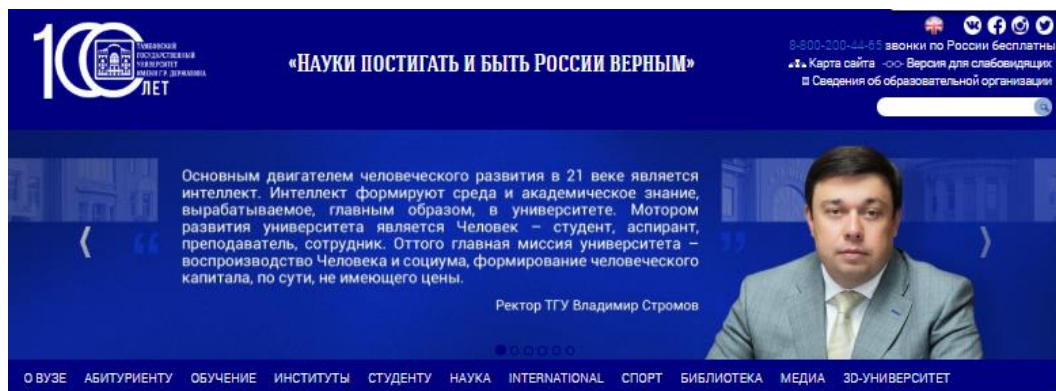 100 ЛЕТ
ТАМБОВСКИЙ
ГОСУДАРСТВЕННЫЙ
УНИВЕРСИТЕТ
ИМЕНИ Г.Р. ДЕРЖАВИНА
«Науки постигать и быть России верным»
8-800-200-44-65 звонки по России бесплатны
Карта сайта Версия для слабовидящих
Сведения об образовательной организации
Основным двигателем человеческого развития в 21 веке является
интеллект. Интеллект формируют среда и академическое знание,
вырабатываемое, главным образом, в университете. Мотором
развития университета является Человек – студент, аспирант,
преподаватель, сотрудник. Оттого главная миссия университета –
воспроизводство Человека и социума, формирование человеческого
капитала, по сути, не имеющего цены.
Ректор ТГУ Владимир Стромов
О ВУЗЕ АБИТУРИЕНТУ ОБУЧЕНИЕ ИНСТИТУТЫ СТУДЕНТУ НАУКА INTERNATIONAL СПОРТ БИБЛИОТЕКА МЕДИА 3D-УНИВЕРСИТЕТ